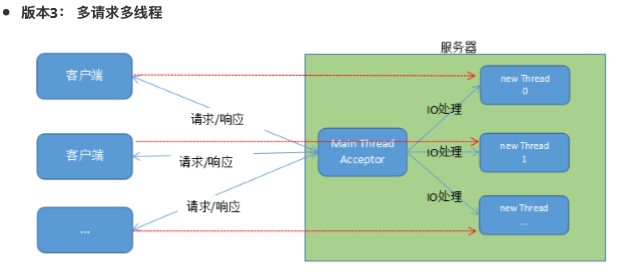 版本3： 多请求多线程
服务器
客户端
new Thread
0
IO处理
请求/响应
客户端
Main Thread
Acceptor
IO处理
new Thread
1
请求/响应
IO处理
请求/响应
...
new Thread
...